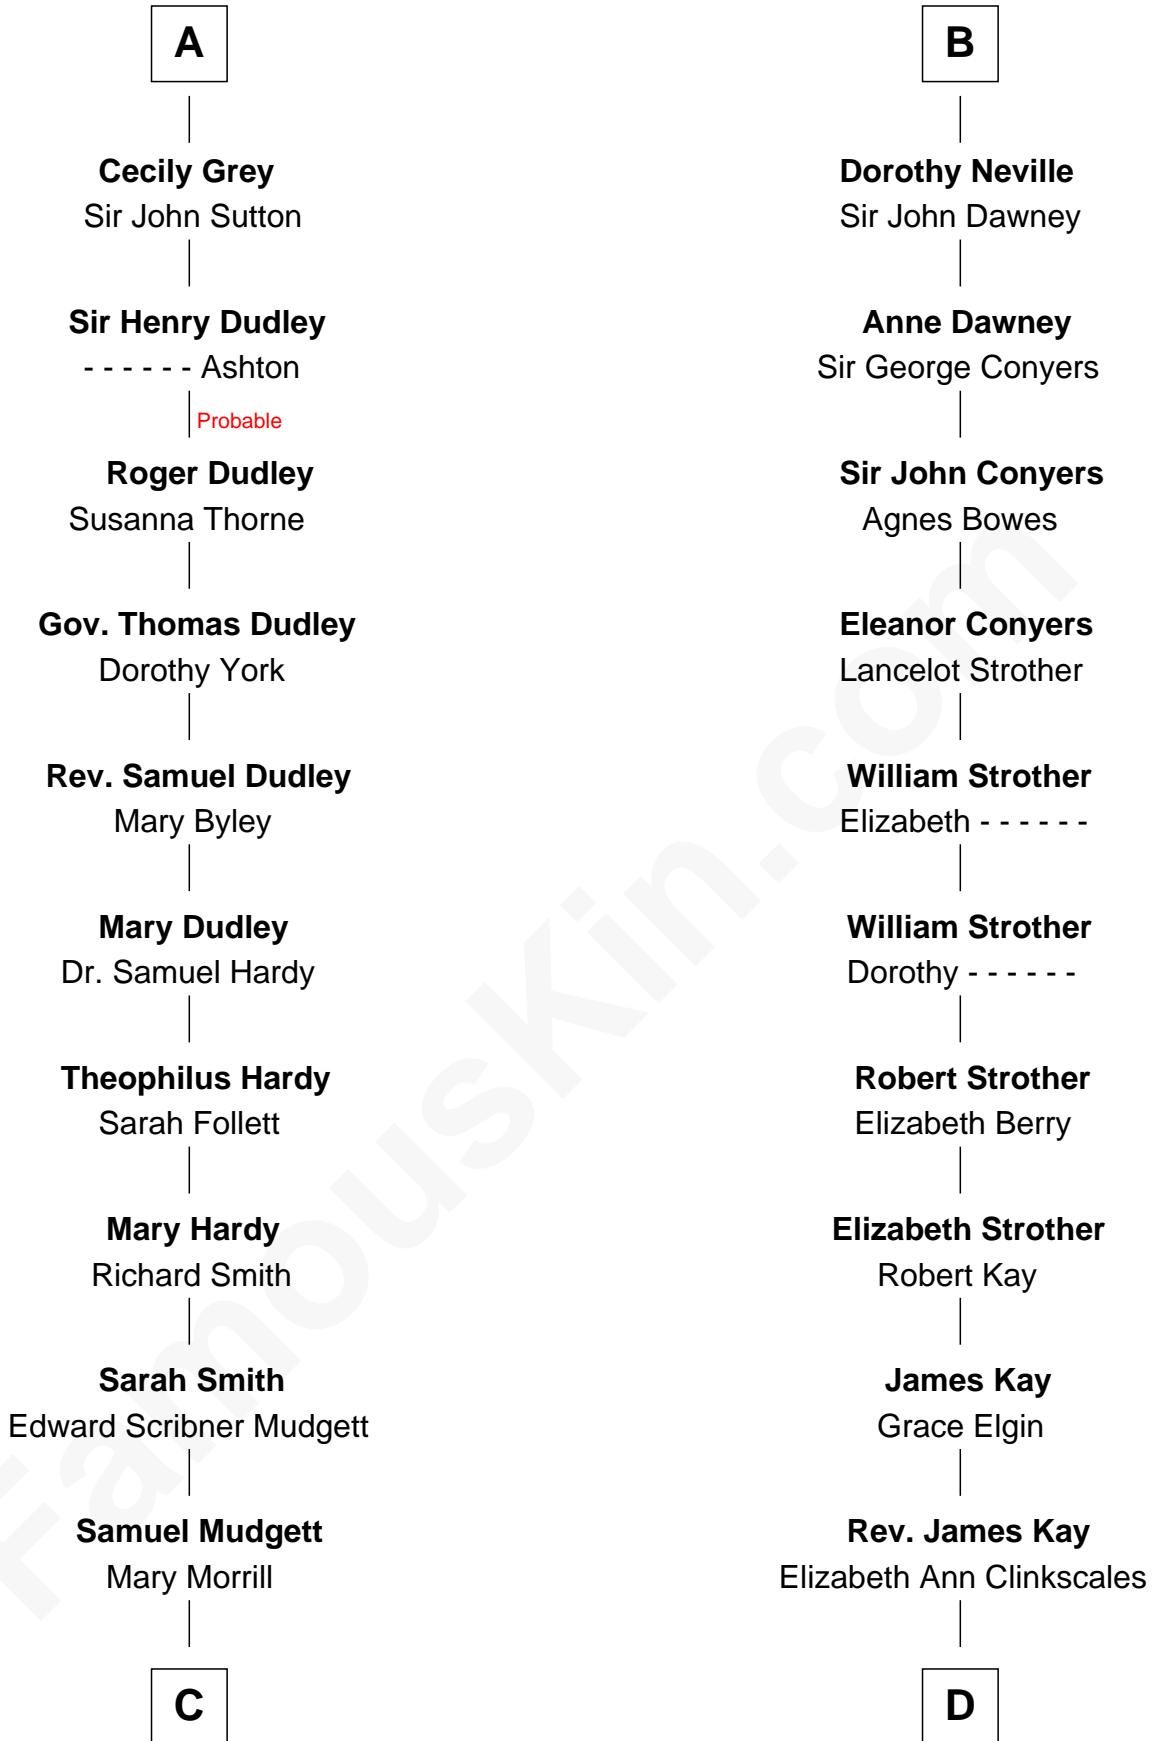 A
Cecily Grey
Sir John Sutton
Sir Henry Dudley
- - - - - - Ashton
Probable
Roger Dudley
Susanna Thorne
Gov. Thomas Dudley
Dorothy York
Rev. Samuel Dudley
Mary Byley
Mary Dudley
Dr. Samuel Hardy
Theophilus Hardy
Sarah Follett
Mary Hardy
Richard Smith
Sarah Smith
Edward Scribner Mudgett
Samuel Mudgett
Mary Morrill
C
B
Dorothy Neville
Sir John Dawney
Anne Dawney
Sir George Conyers
Sir John Conyers
Agnes Bowes
Eleanor Conyers
Lancelot Strother
William Strother
Elizabeth - - - - - -
William Strother
Dorothy - - - - - -
Robert Strother
Elizabeth Berry
Elizabeth Strother
Robert Kay
James Kay
Grace Elgin
Rev. James Kay
Elizabeth Ann Clinkscales
D
FamousKin.com